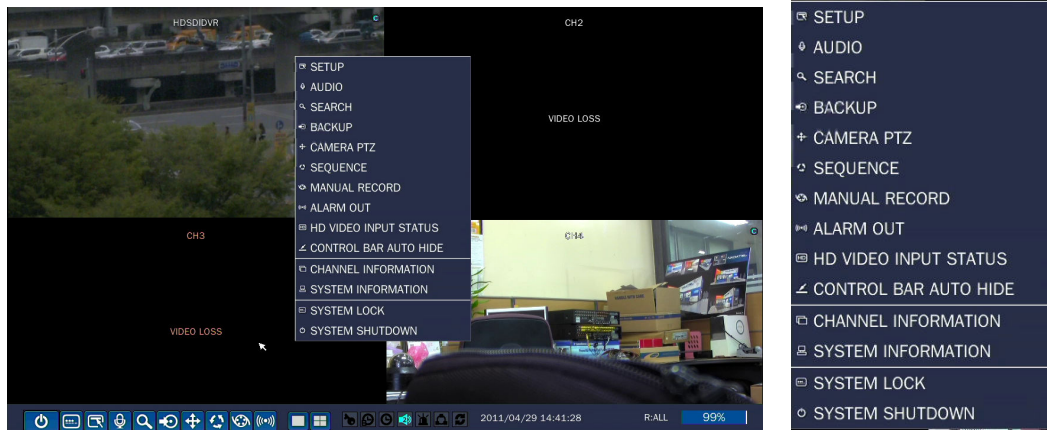 HDSDIDVR
C
CH2
VIDEO LOSS
SETUP
AUDIO
SEARCH
BACKUP
CAMERA PTZ
SEQUENCE
MANUAL RECORD
ALARM OUT
HD VIDEO INPUT STATUS
CONTROL BAR AUTO HIDE
CHANNEL INFORMATION
SYSTEM INFORMATION
SYSTEM LOCK
SYSTEM SHUTDOWN
CH3
VIDEO LOSS
CH4
C
2011/04/29 14:41:28 R:ALL 99%
SETUP
AUDIO
SEARCH
BACKUP
CAMERA PTZ
SEQUENCE
MANUAL RECORD
ALARM OUT
HD VIDEO INPUT STATUS
CONTROL BAR AUTO HIDE
CHANNEL INFORMATION
SYSTEM INFORMATION
SYSTEM LOCK
SYSTEM SHUTDOWN